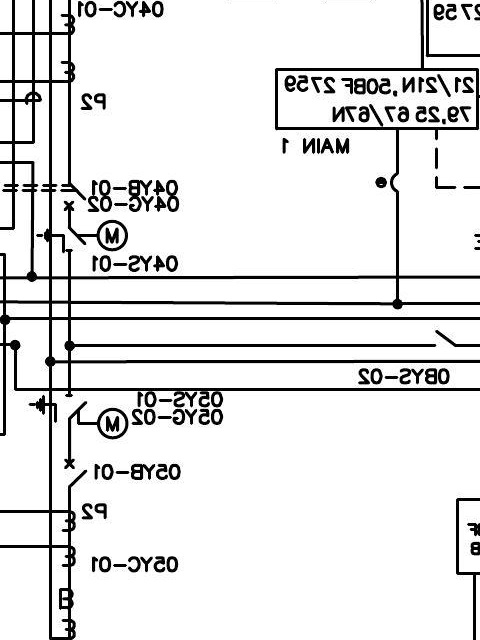 04YC-01
2759
21/21N,50BF 2759
79,25 67/67N
P2
MAIN 1
04YB-01
04YG-02
M
04YS-01
0BYS-02
05YS-01
05YG-02
M
05YB-01
P2
05YC-01